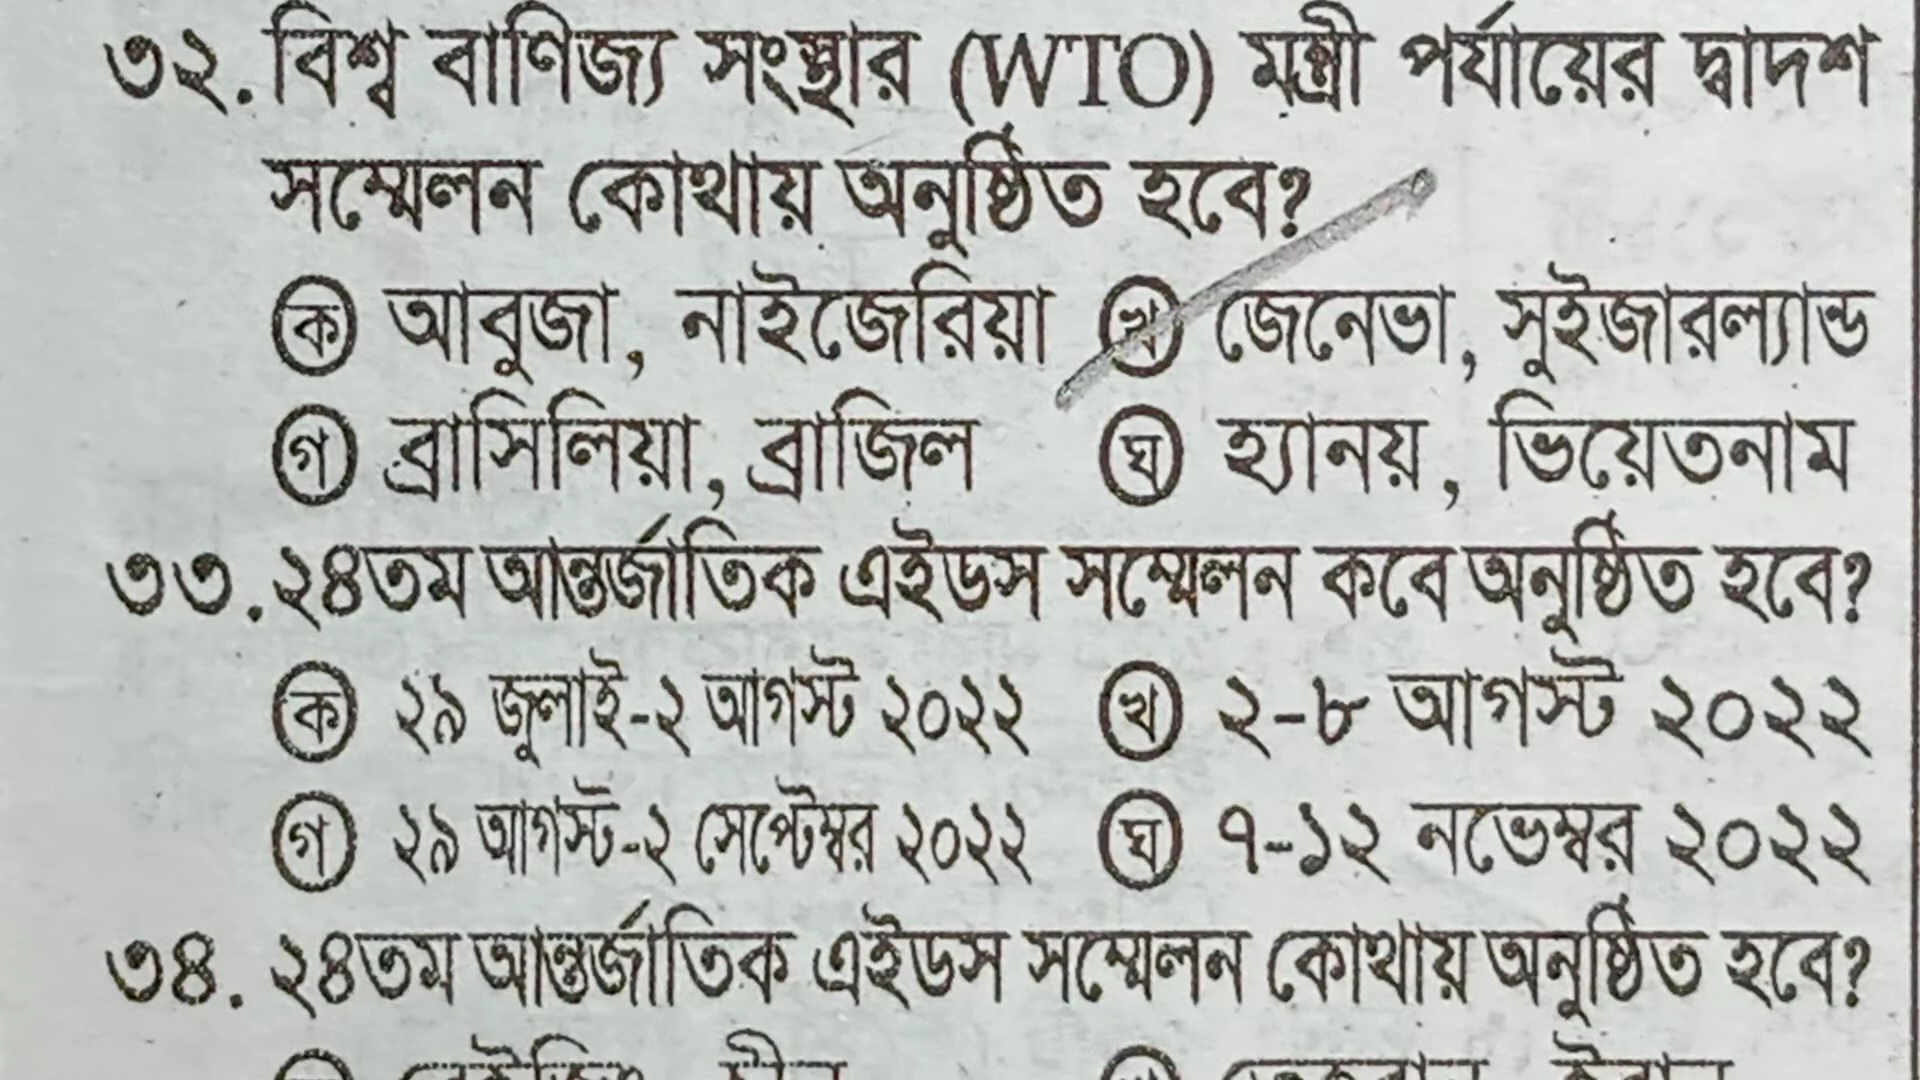 ৩২. বিশ্ব বাণিজ্য সংস্থার (WTO) মন্ত্রী পর্যায়ের দ্বাদশ
সম্মেলন কোথায় অনুষ্ঠিত হবে?
ক আবুজা, নাইজেরিয়া খ জেনেভা, সুইজারল্যান্ড
গ ব্রাসিলিয়া, ব্রাজিল ঘ হ্যানয়, ভিয়েতনাম
৩৩. ২৪তম আন্তর্জাতিক এইডস সম্মেলন কবে অনুষ্ঠিত হবে?
ক ২৯ জুলাই-২ আগস্ট ২০২২ খ ২-৮ আগস্ট ২০২২
গ ২৯ আগস্ট-২ সেপ্টেম্বর ২০২২ ঘ ৭-১২ নভেম্বর ২০২২
৩৪. ২৪তম আন্তর্জাতিক এইডস সম্মেলন কোথায় অনুষ্ঠিত হবে?